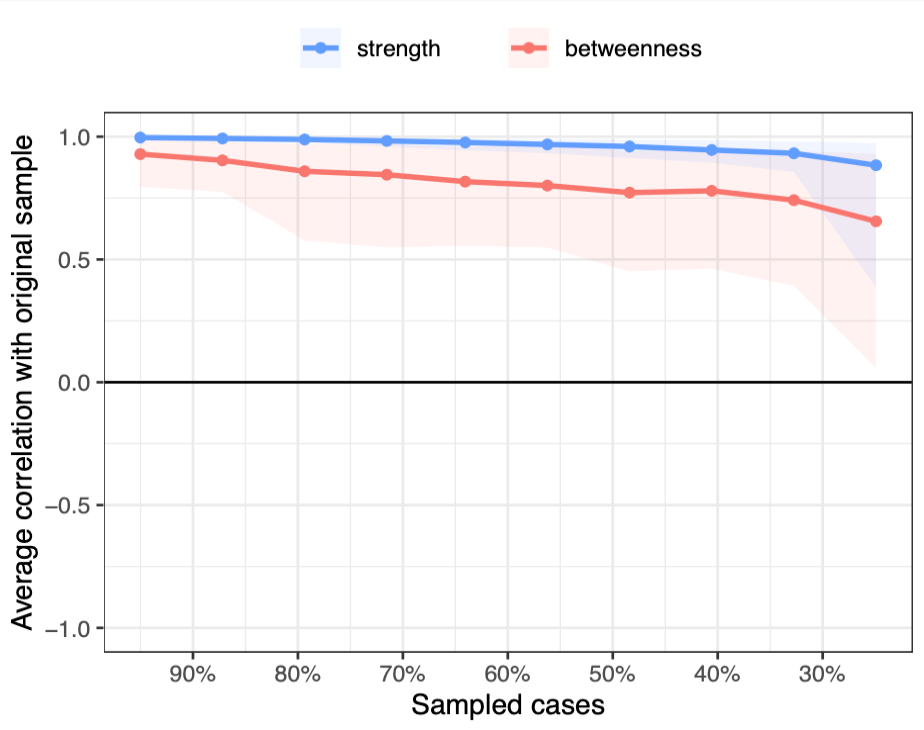 strength betweenness
Average correlation with original sample
1.0
0.5
0.0
−0.5
−1.0
90% 80% 70% 60% 50% 40% 30%
Sampled cases